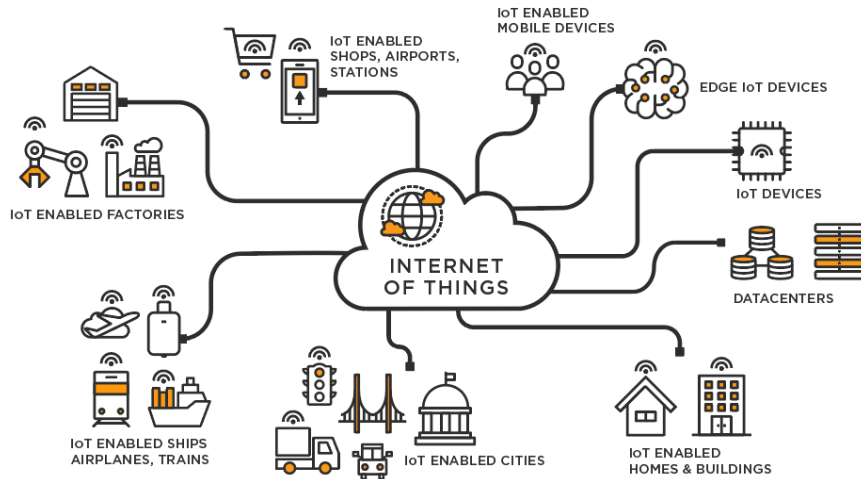 IoT ENABLED
SHOPS, AIRPORTS,
STATIONS
IoT ENABLED
MOBILE DEVICES
EDGE IoT DEVICES
IoT DEVICES
IoT ENABLED FACTORIES
INTERNET
OF THINGS
DATACENTERS
IoT ENABLED SHIPS
AIRPLANES, TRAINS
IoT ENABLED CITIES
IoT ENABLED
HOMES & BUILDINGS